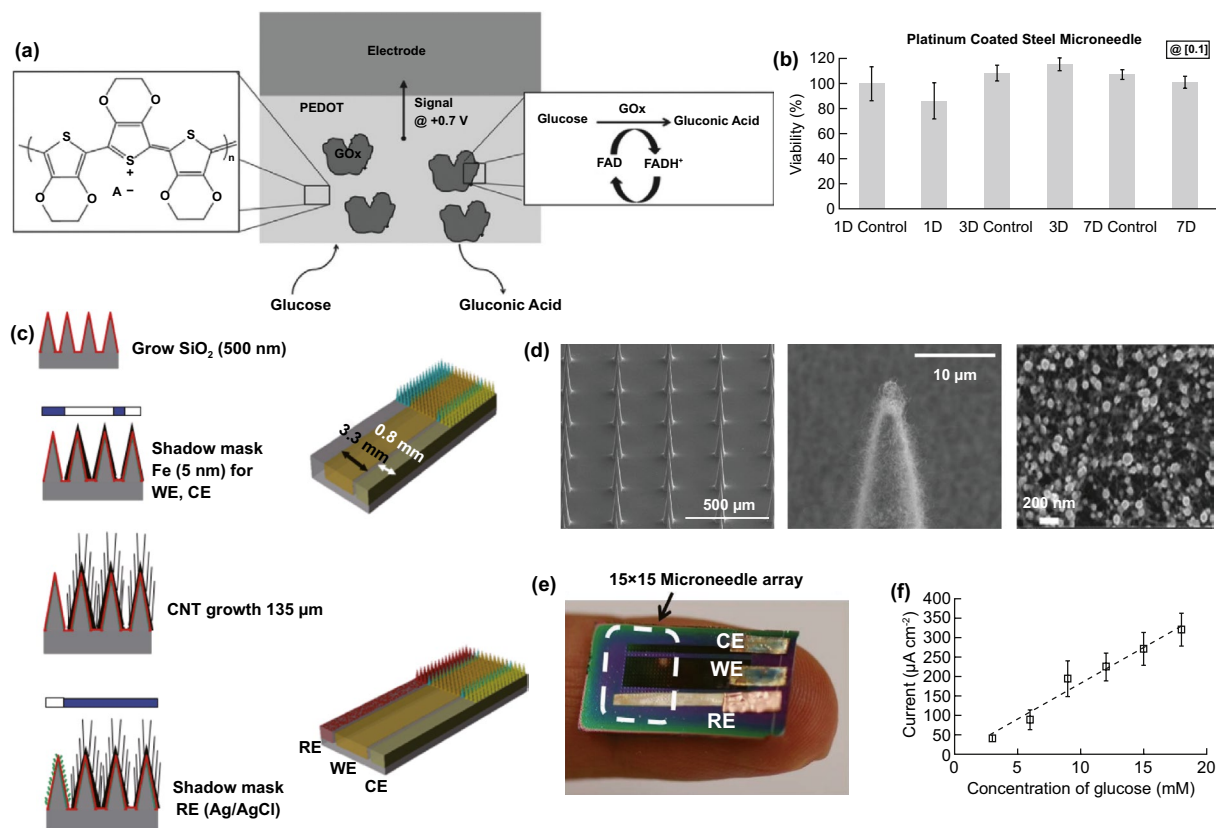 (a)
Electrode
PEDOT
Signal
@ +0.7 V
GOx
O
O
S
S
S
+
A −
O
O
O
O
n
GOx
Glucose
Gluconic Acid
FAD
FADH⁺
Glucose
Gluconic Acid
(b)
Platinum Coated Steel Microneedle
@ [0.1]
Viability (%)
120
100
80
60
40
20
0
1D Control
1D
3D Control
3D
7D Control
7D
(c)
Grow SiO₂ (500 nm)
Shadow mask
Fe (5 nm) for
WE, CE
3.3 mm
0.8 mm
CNT growth 135 µm
Shadow mask
RE (Ag/AgCl)
RE
WE
CE
(d)
500 µm
10 µm
200 nm
(e)
15×15 Microneedle array
CE
WE
RE
(f)
Current (µA cm⁻²)
400
350
300
250
200
150
100
50
0
0
5
10
15
20
Concentration of glucose (mM)